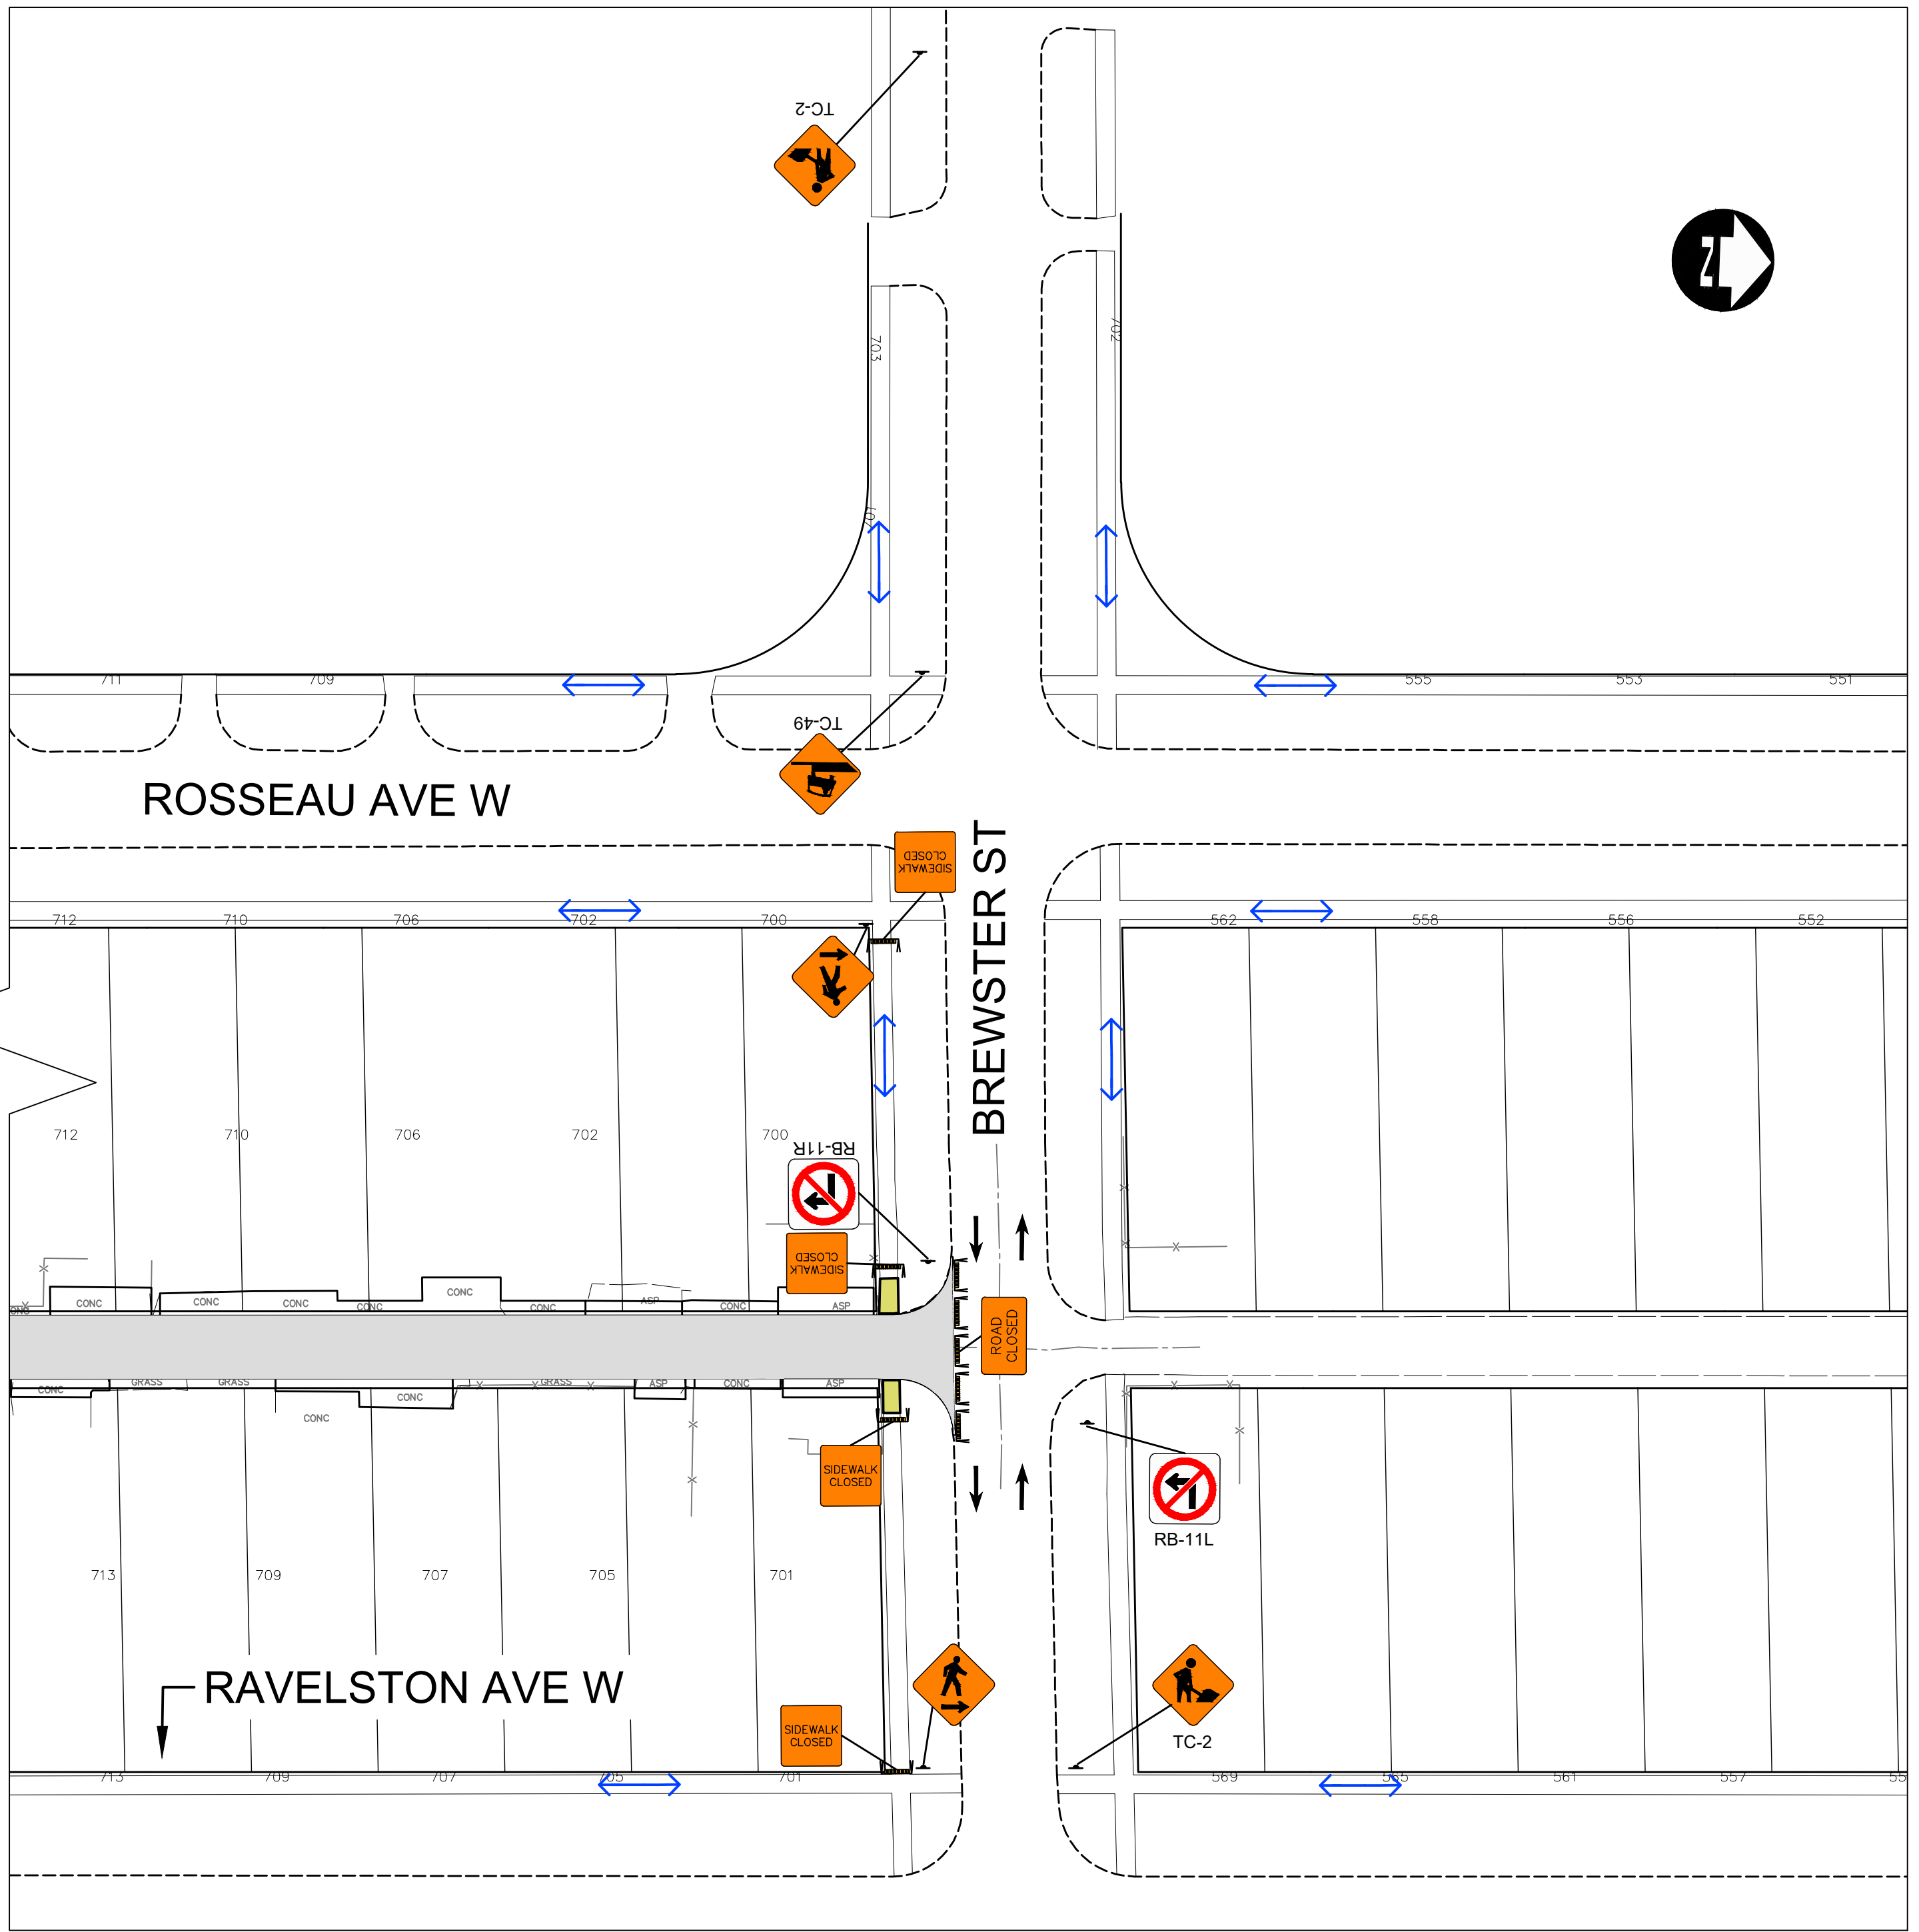 TC-2
N
703
702
701
711
709
555
553
551
TC-49
ROSSEAU AVE W
SIDEWALK
CLOSED
BREWSTER ST
712
710
706
702
700
562
558
556
552
712
710
706
702
700
RB-11R
SIDEWALK
CLOSED
CONC
CONC
CONC
CONC
CONC
CONC
CONC
ASP
CONC
ASP
ROAD
CLOSED
CONC
GRASS
GRASS
CONC
CONC
GRASS
ASP
CONC
ASP
SIDEWALK
CLOSED
RB-11L
713
709
707
705
701
RAVELSTON AVE W
SIDEWALK
CLOSED
TC-2
713
709
707
705
701
569
565
561
557
55